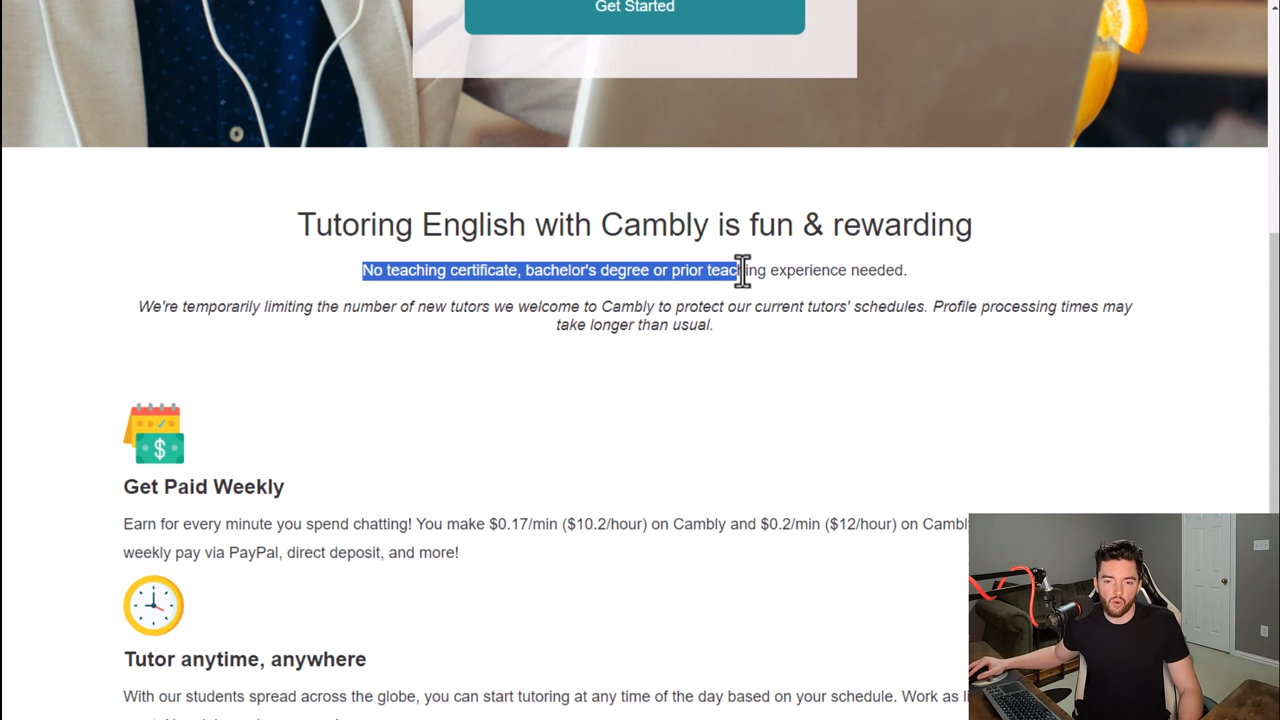 Get Started
Tutoring English with Cambly is fun & rewarding
No teaching certificate, bachelor's degree or prior teaching experience needed.
We're temporarily limiting the number of new tutors we welcome to Cambly to protect our current tutors' schedules. Profile processing times may
take longer than usual.
Get Paid Weekly
Earn for every minute you spend chatting! You make $0.17/min ($10.2/hour) on Cambly and $0.2/min ($12/hour) on
weekly pay via PayPal, direct deposit, and more!
Tutor anytime, anywhere
With our students spread across the globe, you can start tutoring at any time of the day based on your schedule. Work as